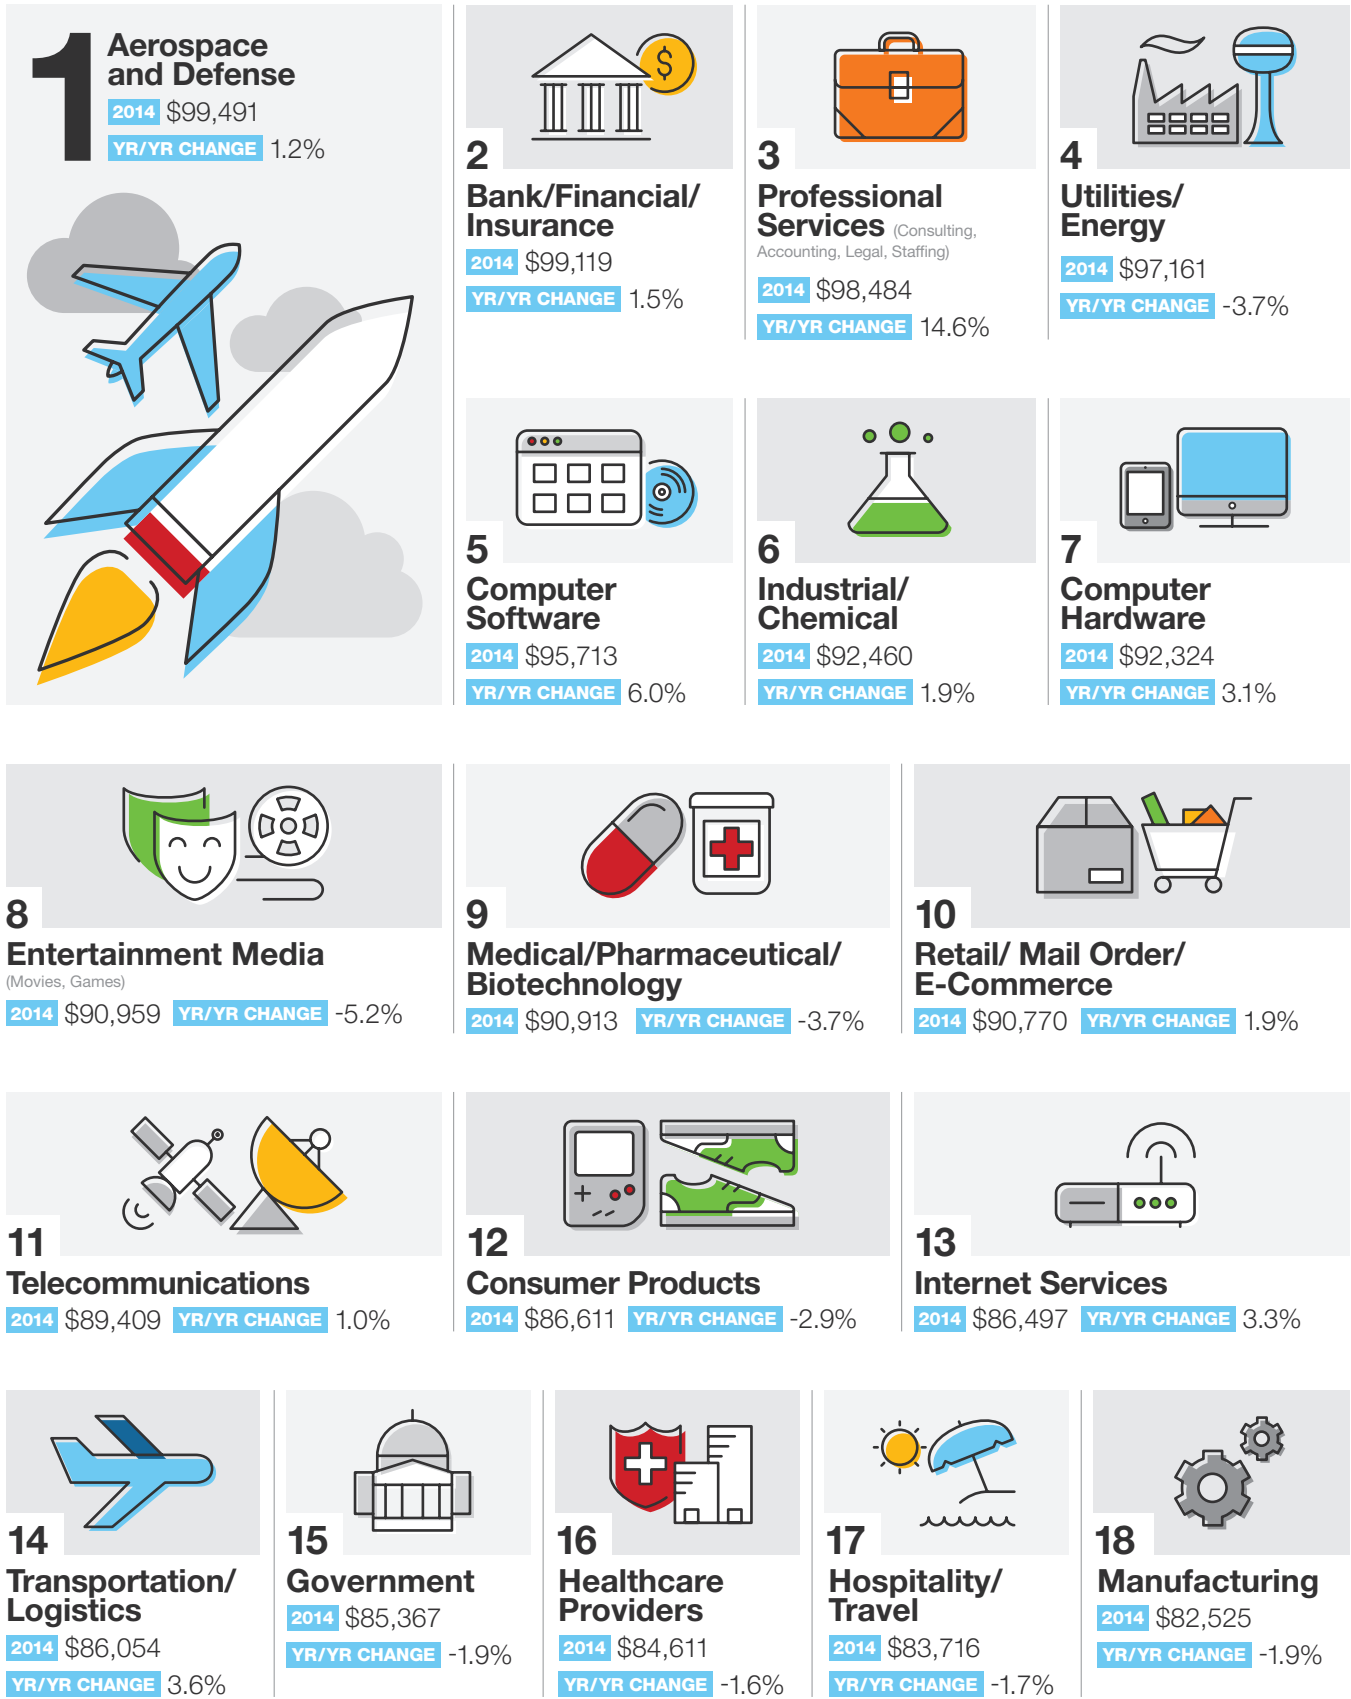 1
Aerospace
and Defense
2014 $99,491
YR/YR CHANGE 1.2%
2
Bank/Financial/
Insurance
2014 $99,119
YR/YR CHANGE 1.5%
3
Professional
Services (Consulting,
Accounting, Legal, Staffing)
2014 $98,484
YR/YR CHANGE 14.6%
4
Utilities/
Energy
2014 $97,161
YR/YR CHANGE -3.7%
5
Computer
Software
2014 $95,713
YR/YR CHANGE 6.0%
6
Industrial/
Chemical
2014 $92,460
YR/YR CHANGE 1.9%
7
Computer
Hardware
2014 $92,324
YR/YR CHANGE 3.1%
8
Entertainment Media
(Movies, Games)
2014 $90,959 YR/YR CHANGE -5.2%
9
Medical/Pharmaceutical/
Biotechnology
2014 $90,913 YR/YR CHANGE -3.7%
10
Retail/ Mail Order/
E-Commerce
2014 $90,770 YR/YR CHANGE 1.9%
11
Telecommunications
2014 $89,409 YR/YR CHANGE 1.0%
12
Consumer Products
2014 $86,611 YR/YR CHANGE -2.9%
13
Internet Services
2014 $86,497 YR/YR CHANGE 3.3%
14
Transportation/
Logistics
2014 $86,054
YR/YR CHANGE 3.6%
15
Government
2014 $85,367
YR/YR CHANGE -1.9%
16
Healthcare
Providers
2014 $84,611
YR/YR CHANGE -1.6%
17
Hospitality/
Travel
2014 $83,716
YR/YR CHANGE -1.7%
18
Manufacturing
2014 $82,525
YR/YR CHANGE -1.9%